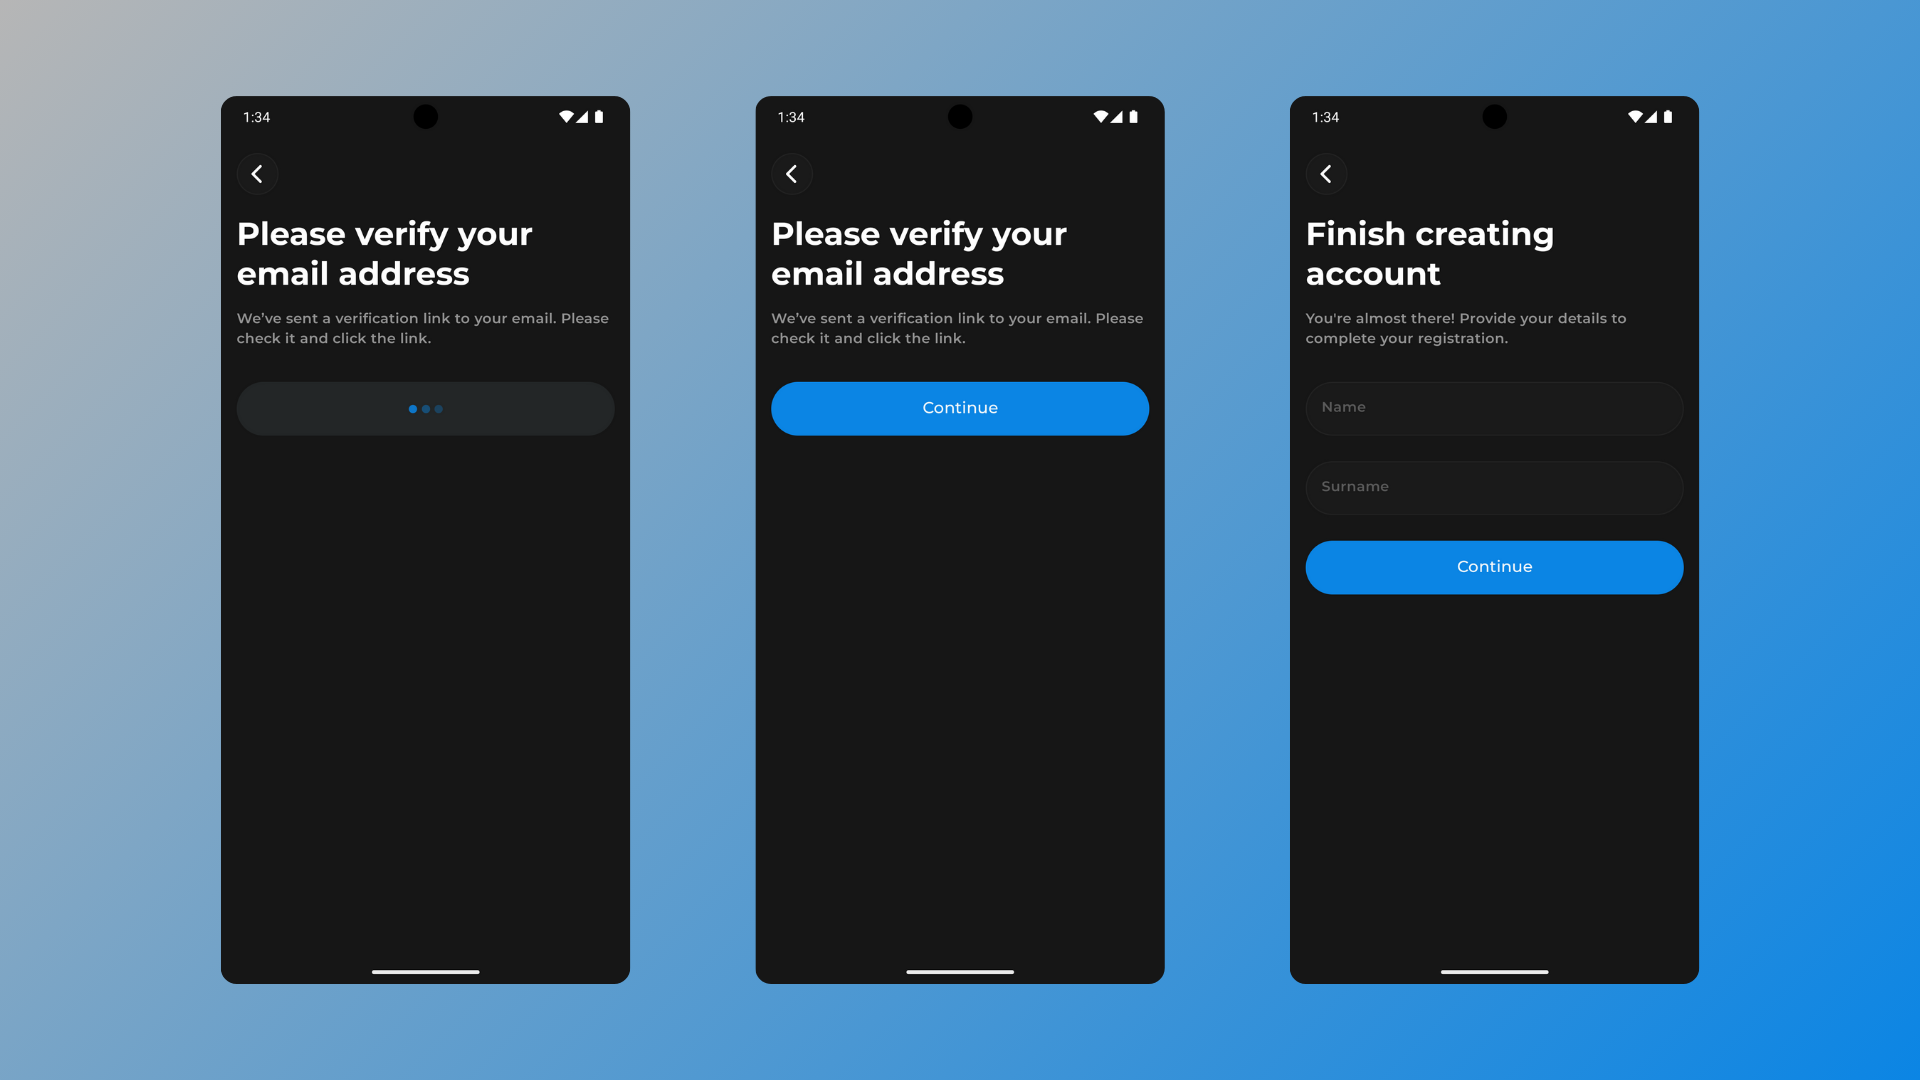 1:34
Please verify your
email address
We’ve sent a verification link to your email. Please
check it and click the link.
1:34
Please verify your
email address
We’ve sent a verification link to your email. Please
check it and click the link.
Continue
1:34
Finish creating
account
You're almost there! Provide your details to
complete your registration.
Name
Surname
Continue